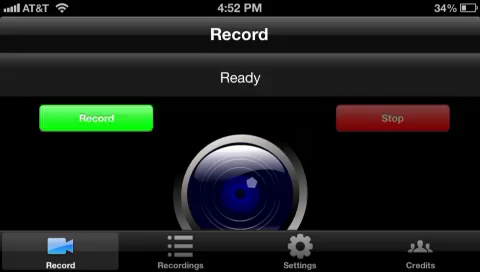 AT&T 4:52 PM 34%
Record
Ready
Record Stop
Record Recordings Settings Credits